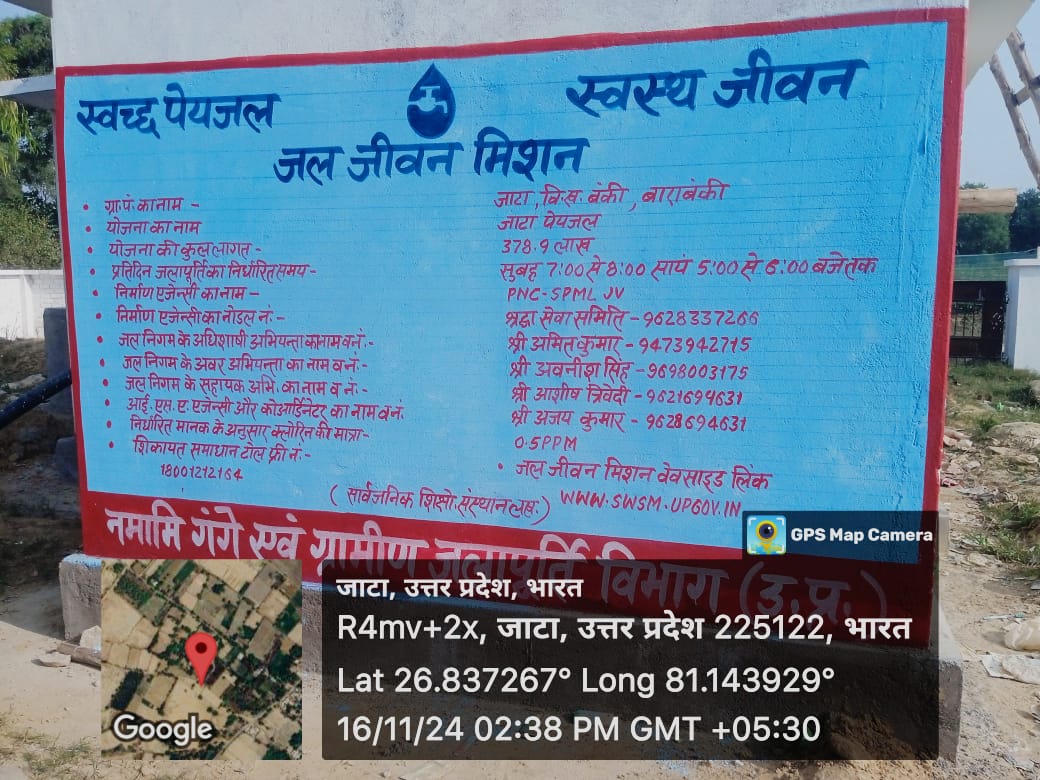 स्वच्छ पेयजल
स्वस्थ जीवन
जल जीवन मिशन
• ग्रा.पं. का नाम - जाटा, वि.ख. बंकी, बाराबंकी
• योजना का नाम जाटा पेयजल
• योजना की कुल लागत - 378.9 लाख
• प्रतिदिन जलापूर्ति का निर्धारित समय - सुबह 7:00 से 8:00 सायं 5:00 से 6:00 बजे तक
• निर्माण एजेन्सी का नाम - PNC-SPML JV
• निर्माण एजेन्सी का नोडल नं:- श्रद्धा सेवा समिति - 9628337266
• जल निगम के अधिशाषी अभियन्ता का नाम व नं:- श्री अमित कुमार - 9473942715
• जल निगम के अवर अभियन्ता का नाम व नं:- श्री अवनीश सिंह - 9698003175
• जल निगम के सहायक अभि. का नाम व नं:- श्री आशीष त्रिवेदी - 9621694631
• आई.एस.ए. एजेन्सी और कोआर्डिनेटर का नाम व नं. श्री अजय कुमार - 9628694631
• निर्धारित मानक के अनुसार क्लोरिन की मात्रा - 0.5 PPM
• शिकायत समाधान टोल फ्री नं:- • जल जीवन मिशन वेवसाइड लिंक
18001212164 WWW.SWSM.UPGOV.IN
नमामि गंगे एवं ग्रामीण जलापूर्ति विभाग (उ.प्र.)
GPS Map Camera
जाटा, उत्तर प्रदेश, भारत
R4mv+2x, जाटा, उत्तर प्रदेश 225122, भारत
Lat 26.837267° Long 81.143929°
16/11/24 02:38 PM GMT +05:30
Google